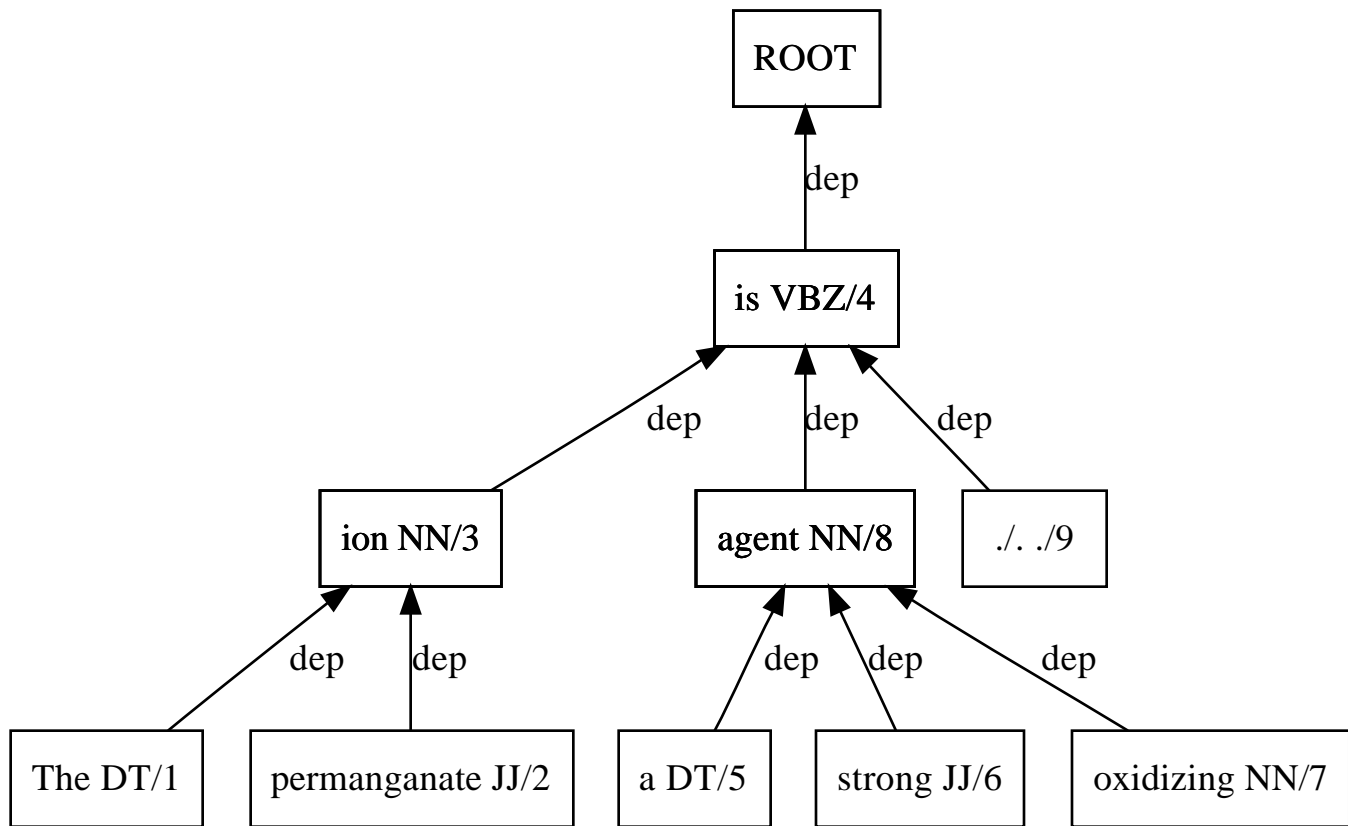 ROOT
dep
is VBZ/4
dep dep dep
ion NN/3 agent NN/8 ./. ./9
dep dep dep dep dep
The DT/1 permanganate JJ/2 a DT/5 strong JJ/6 oxidizing NN/7